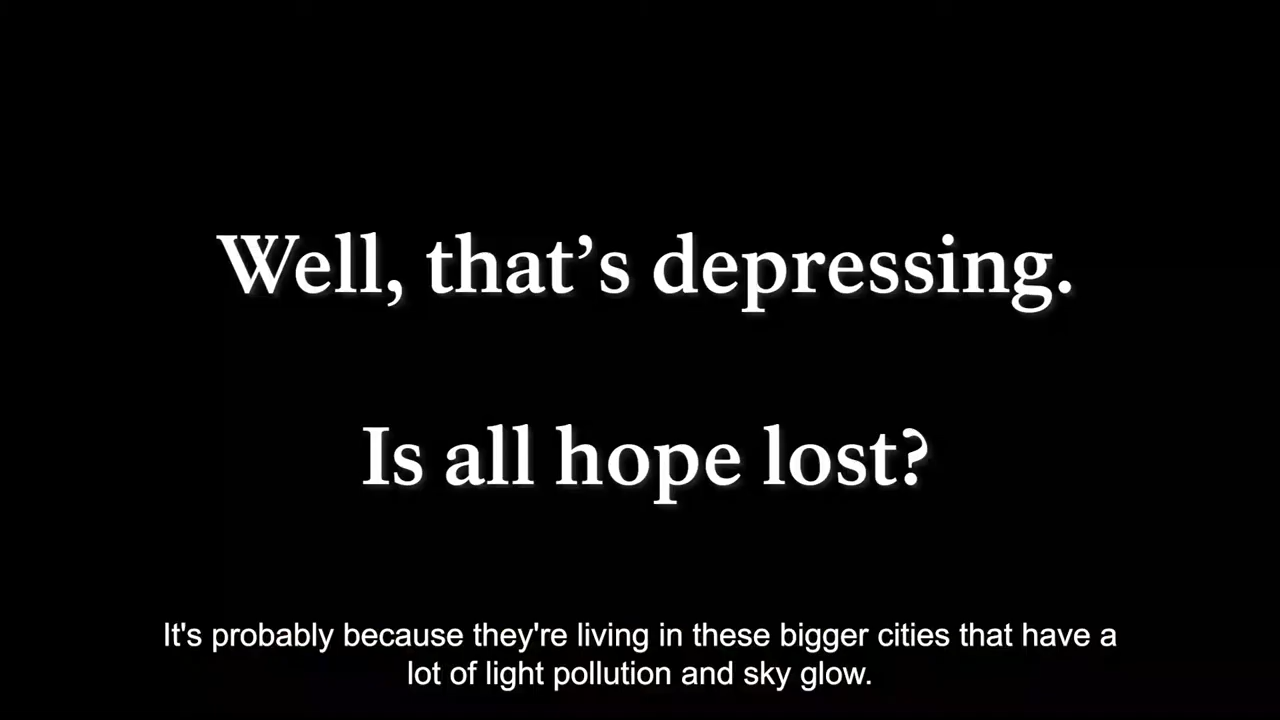 Well, that’s depressing.
Is all hope lost?
It's probably because they're living in these bigger cities that have a
lot of light pollution and sky glow.